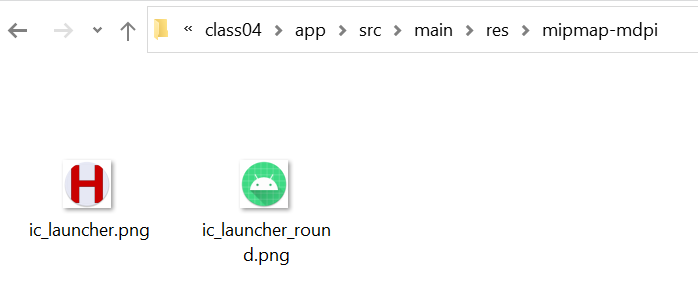 « class04 > app > src > main > res > mipmap-mdpi
H
ic_launcher.png
ic_launcher_roun
d.png